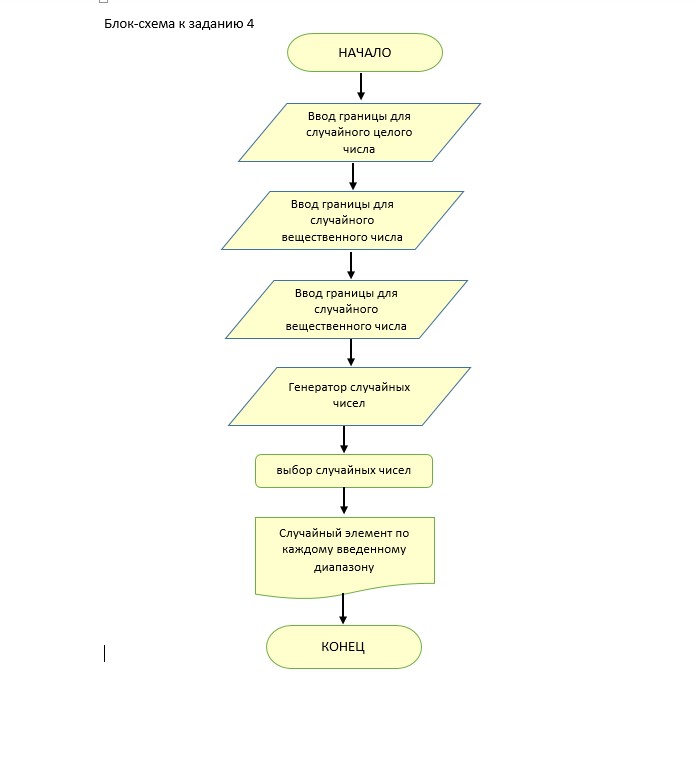 Блок-схема к заданию 4
НАЧАЛО
Ввод границы для
случайного целого
числа
Ввод границы для
случайного
вещественного числа
Ввод границы для
случайного
вещественного числа
Генератор случайных
чисел
выбор случайных чисел
Случайный элемент по
каждому введенному
диапазону
КОНЕЦ